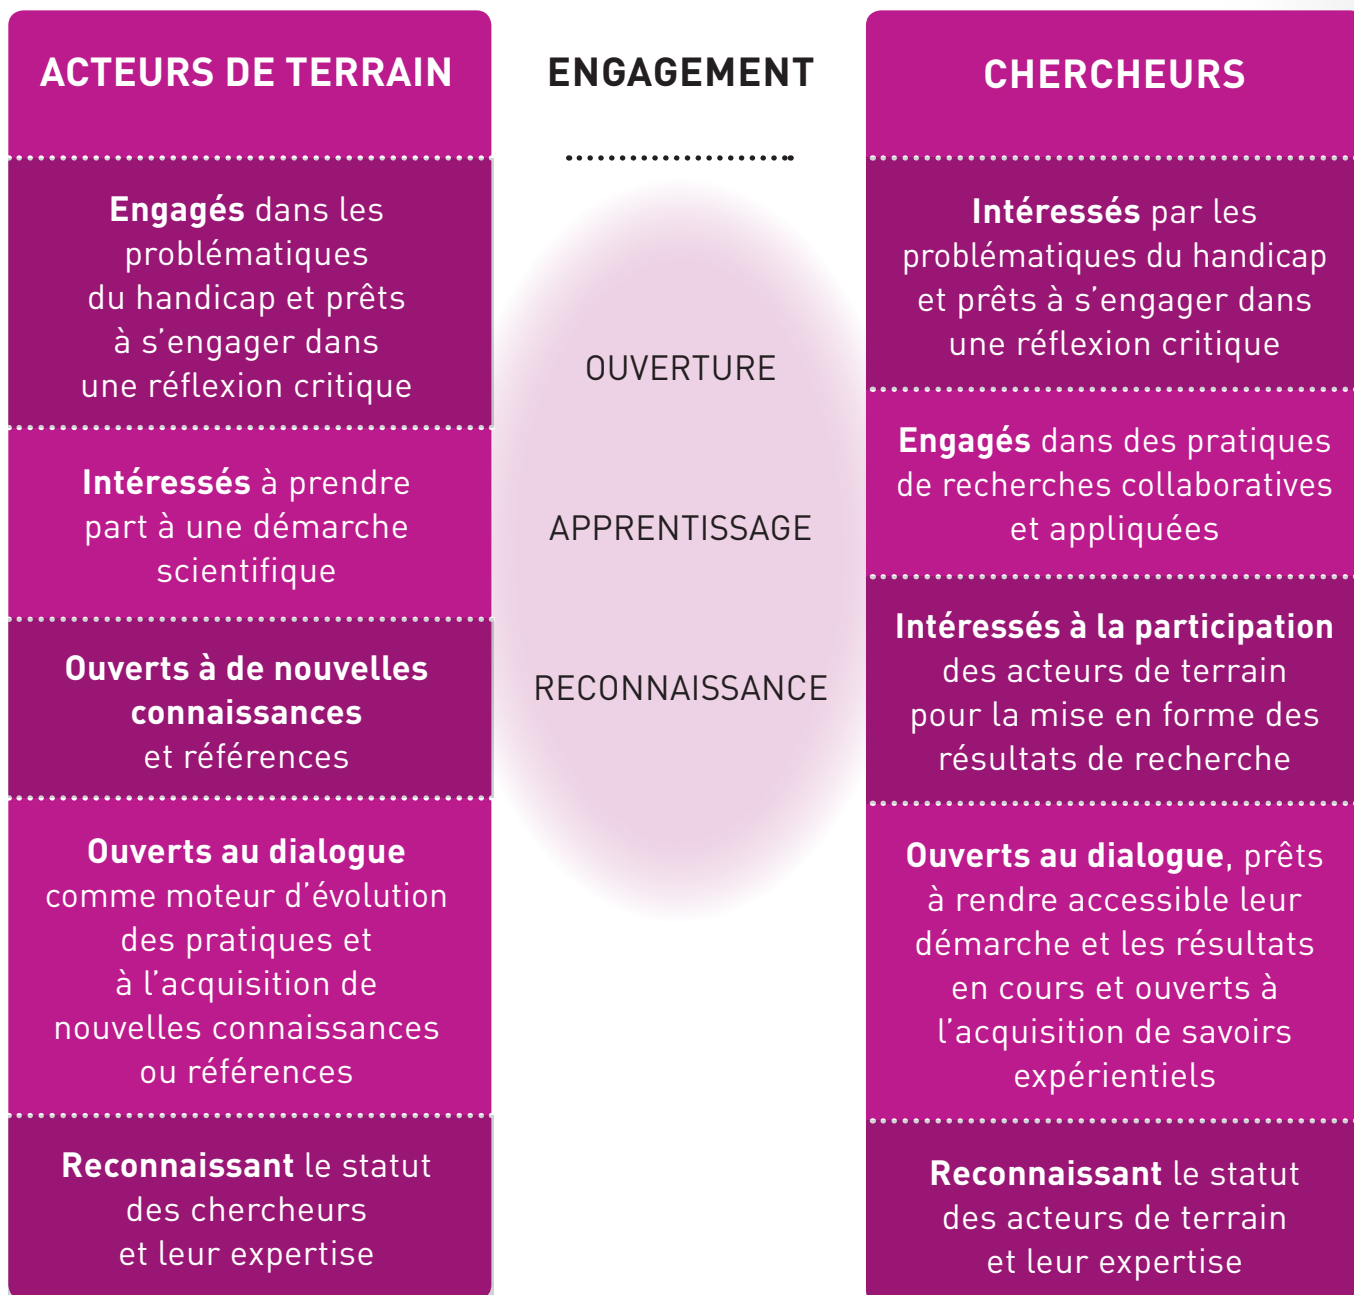 ACTEURS DE TERRAIN
Engagés dans les
problématiques
du handicap et prêts
à s’engager dans
une réflexion critique
Intéressés à prendre
part à une démarche
scientifique
Ouverts à de nouvelles
connaissances
et références
Ouverts au dialogue
comme moteur d’évolution
des pratiques et
à l’acquisition de
nouvelles connaissances
ou références
Reconnaissant le statut
des chercheurs
et leur expertise
ENGAGEMENT
OUVERTURE
APPRENTISSAGE
RECONNAISSANCE
CHERCHEURS
Intéressés par les
problématiques du handicap
et prêts à s’engager dans
une réflexion critique
Engagés dans des pratiques
de recherches collaboratives
et appliquées
Intéressés à la participation
des acteurs de terrain
pour la mise en forme des
résultats de recherche
Ouverts au dialogue, prêts
à rendre accessible leur
démarche et les résultats
en cours et ouverts à
l’acquisition de savoirs
expérientiels
Reconnaissant le statut
des acteurs de terrain
et leur expertise